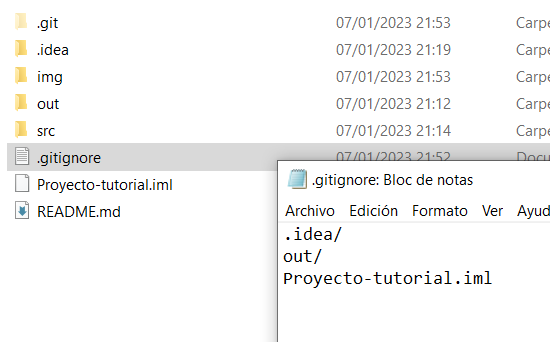 .git 07/01/2023 21:53 Carpe
.idea 07/01/2023 21:19 Carpe
img 07/01/2023 21:53 Carpe
out 07/01/2023 21:12 Carpe
src 07/01/2023 21:14 Carpe
.gitignore 07/01/2023 21:52 Docu
Proyecto-tutorial.iml
README.md
.gitignore: Bloc de notas
Archivo Edición Formato Ver Ayud
.idea/
out/
Proyecto-tutorial.iml